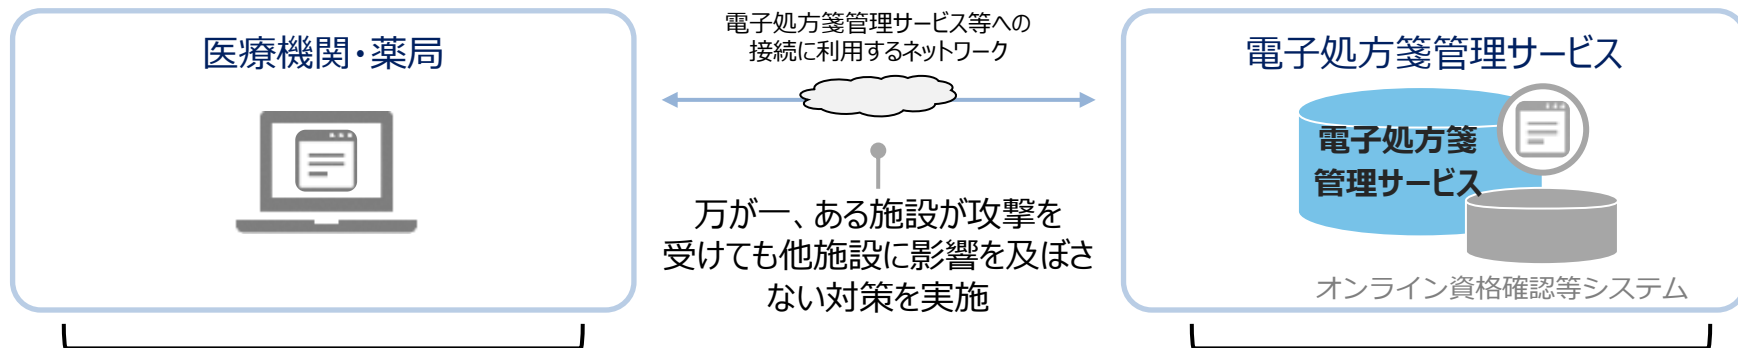 医療機関・薬局
電子処方箋管理サービス等への
接続に利用するネットワーク
万が一、ある施設が攻撃を
受けても他施設に影響を及ぼさ
ない対策を実施
電子処方箋管理サービス
電子処方箋
管理サービス
オンライン資格確認等システム